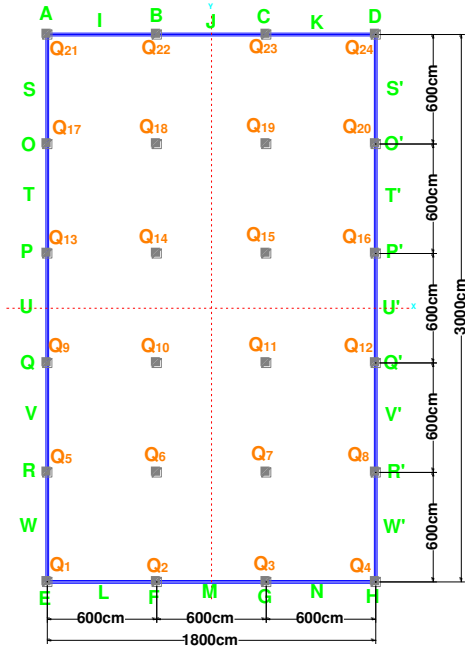 A I B J C K D
Y
Q21 Q22 Q23 Q24
S S' 600cm
Q17 Q18 Q19 Q20
O O'
T T' 600cm
Q13 Q14 Q15 Q16
P P'
U U' X 600cm 3000cm
Q9 Q10 Q11 Q12
Q Q'
V V' 600cm
Q5 Q6 Q7 Q8
R R'
W W' 600cm
Q1 Q2 Q3 Q4
E L F M G N H
600cm 600cm 600cm
1800cm